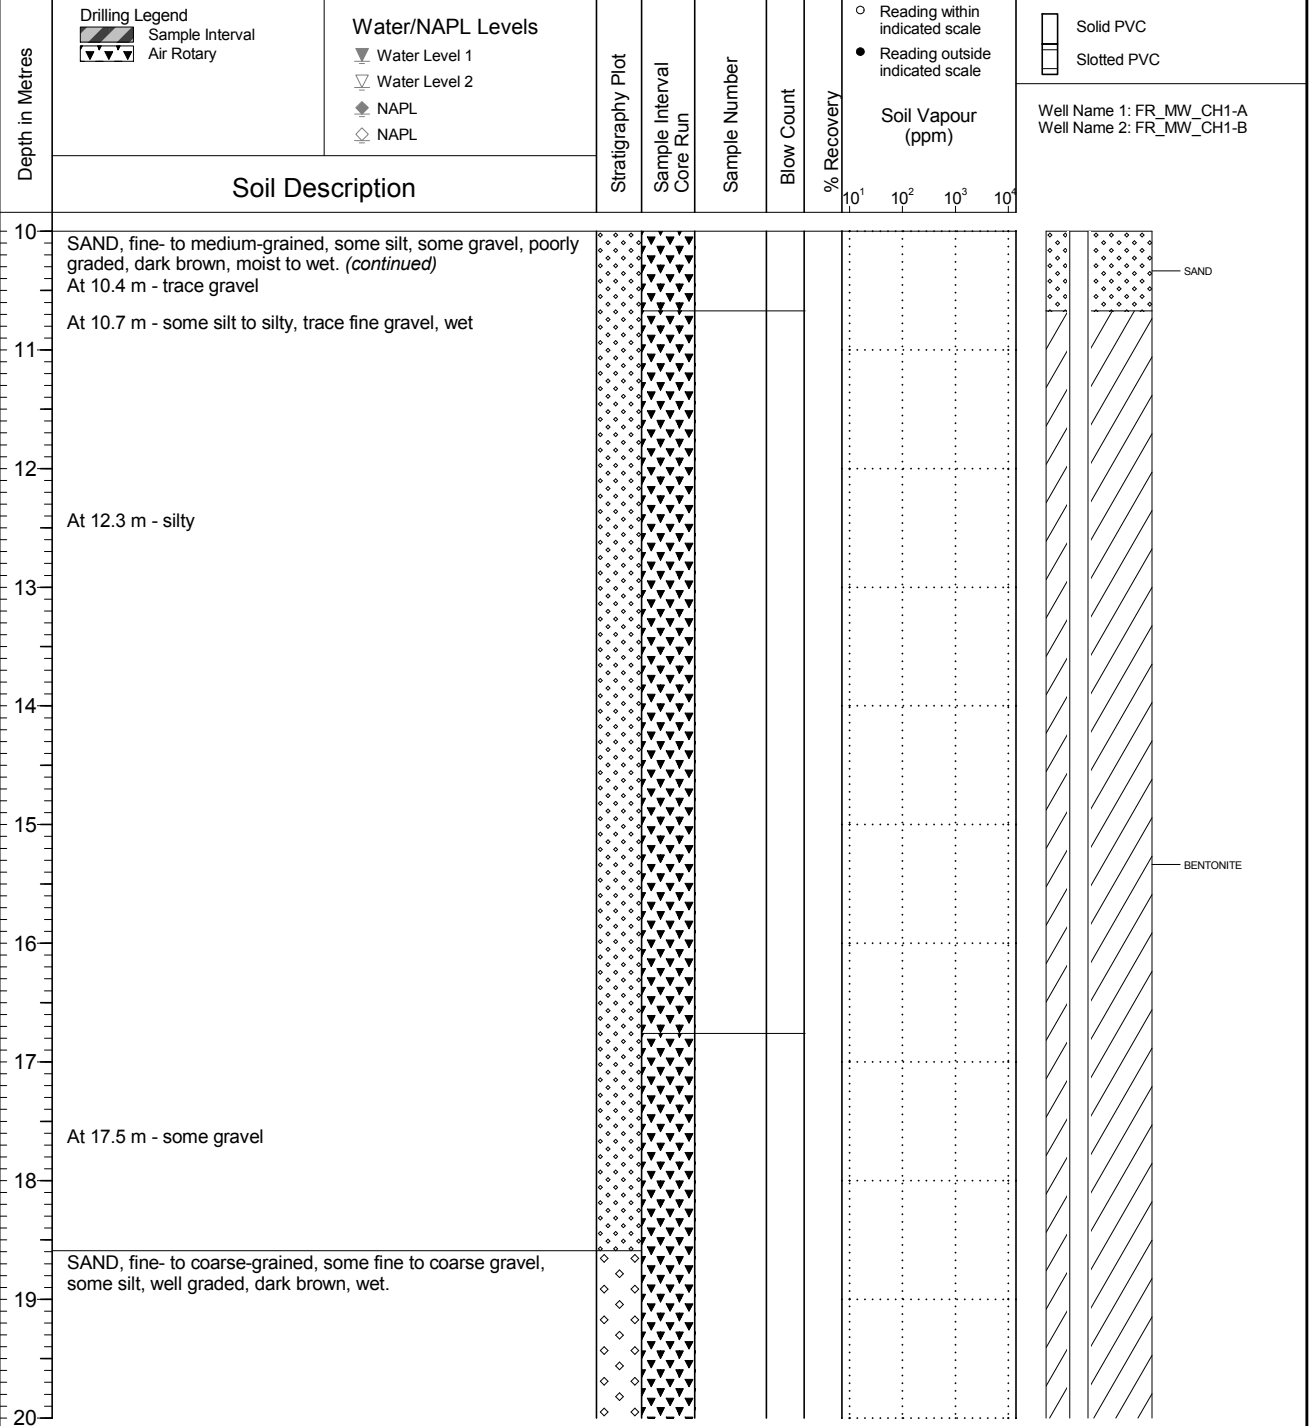 Depth in Metres
Drilling Legend
Sample Interval
Air Rotary
Water/NAPL Levels
Water Level 1
Water Level 2
NAPL
NAPL
Soil Description
Stratigraphy Plot
Sample Interval
Core Run
Sample Number
Blow Count
% Recovery
Reading within
indicated scale
Reading outside
indicated scale
Soil Vapour
(ppm)
10¹ 10² 10³ 10⁴
Solid PVC
Slotted PVC
Well Name 1: FR_MW_CH1-A
Well Name 2: FR_MW_CH1-B
10
SAND, fine- to medium-grained, some silt, some gravel, poorly
graded, dark brown, moist to wet. (continued)
At 10.4 m - trace gravel
SAND
At 10.7 m - some silt to silty, trace fine gravel, wet
11
12
At 12.3 m - silty
13
14
15
BENTONITE
16
17
At 17.5 m - some gravel
18
SAND, fine- to coarse-grained, some fine to coarse gravel,
some silt, well graded, dark brown, wet.
19
20